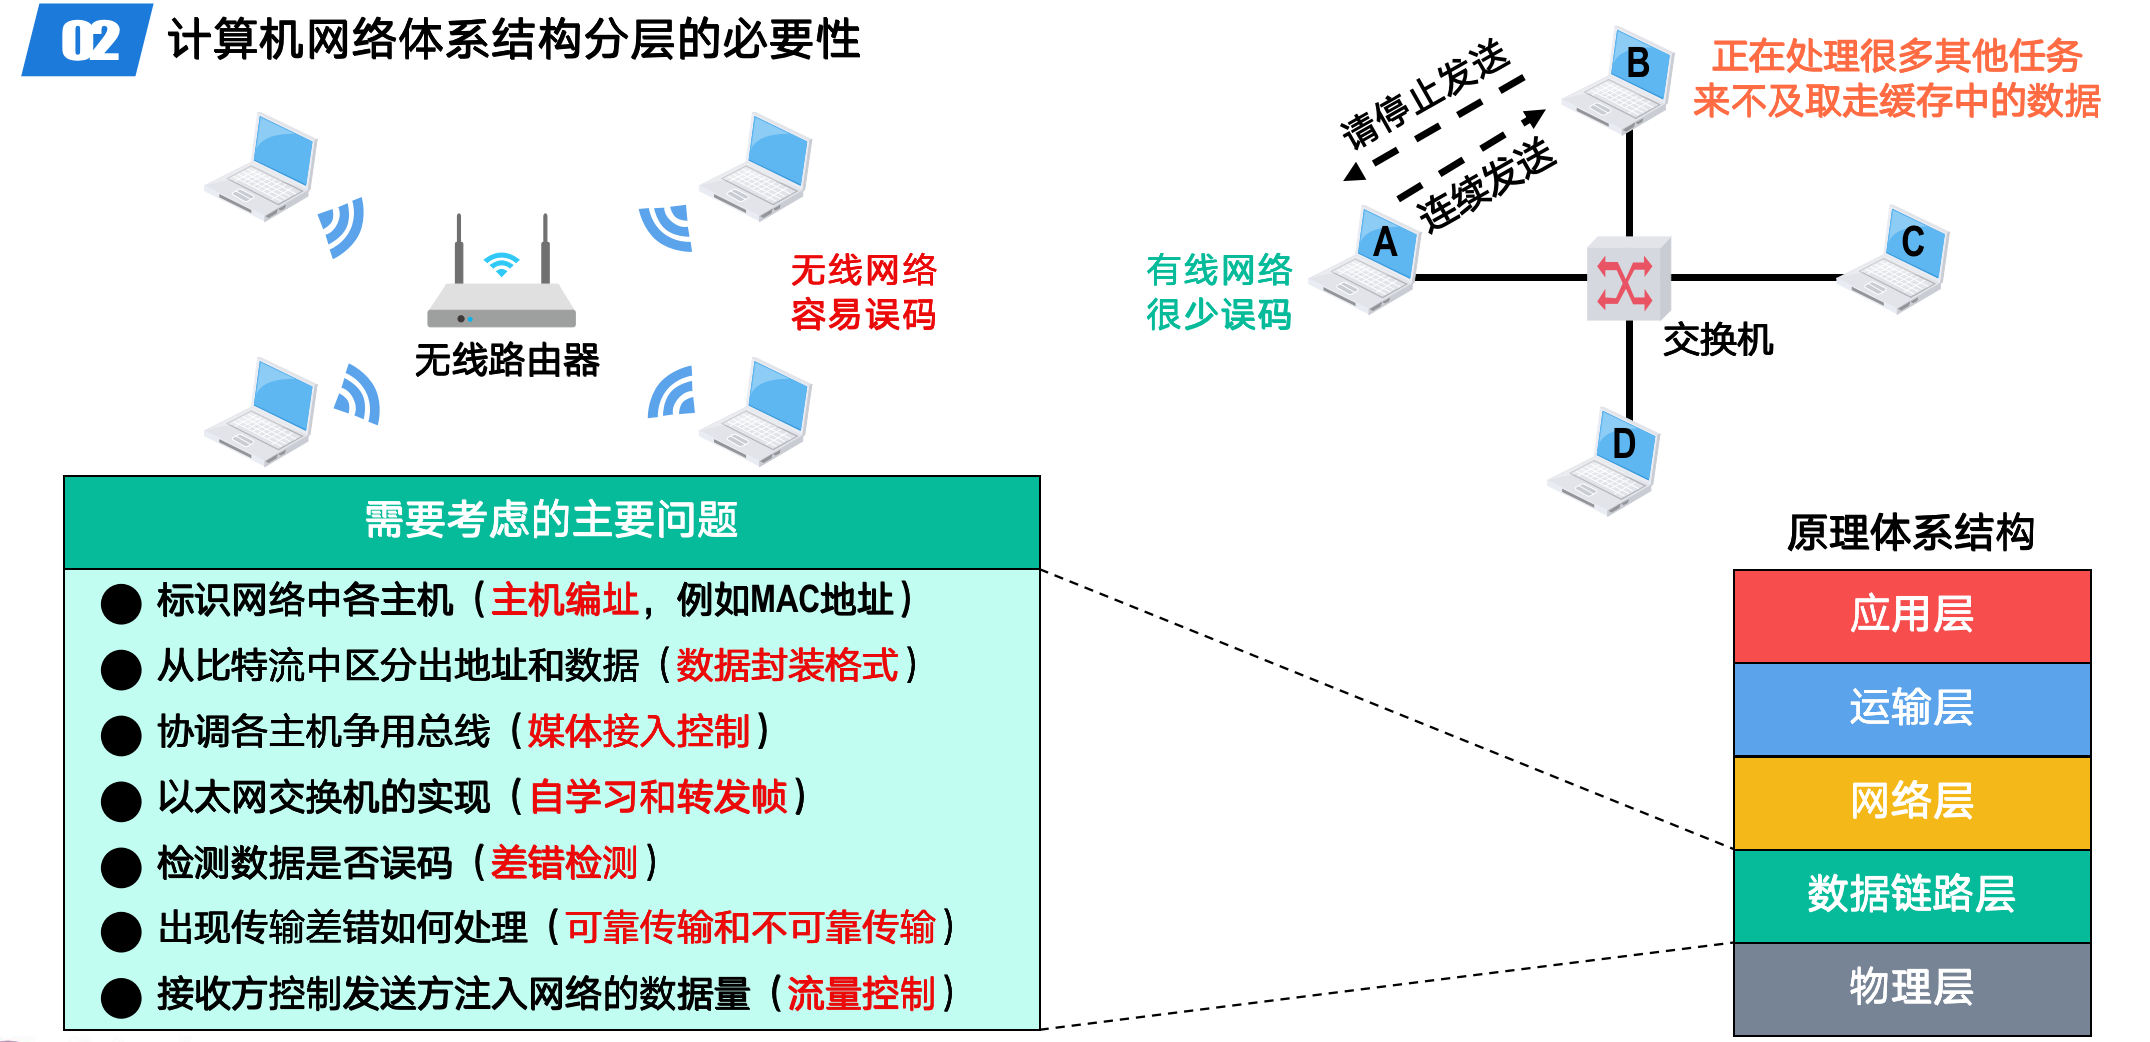 02 计算机网络体系结构分层的必要性
无线路由器
无线网络
容易误码
有线网络
很少误码
请停止发送
连续发送
A
B
C
D
交换机
正在处理很多其他任务
来不及取走缓存中的数据
需要考虑的主要问题
● 标识网络中各主机（主机编址，例如MAC地址）
● 从比特流中区分出地址和数据（数据封装格式）
● 协调各主机争用总线（媒体接入控制）
● 以太网交换机的实现（自学习和转发帧）
● 检测数据是否误码（差错检测）
● 出现传输差错如何处理（可靠传输和不可靠传输）
● 接收方控制发送方注入网络的数据量（流量控制）
原理体系结构
应用层
运输层
网络层
数据链路层
物理层